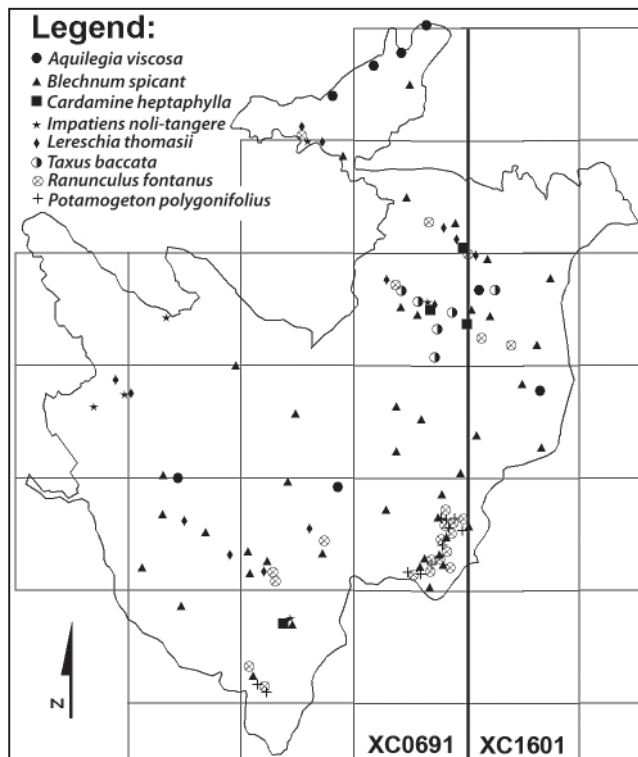 Legend:
Aquilegia viscosa
Blechnum spicant
Cardamine heptaphylla
Impatiens noli-tangere
Lereschia thomasii
Taxus baccata
Ranunculus fontanus
Potamogeton polygonifolius
N
XC0691 XC1601